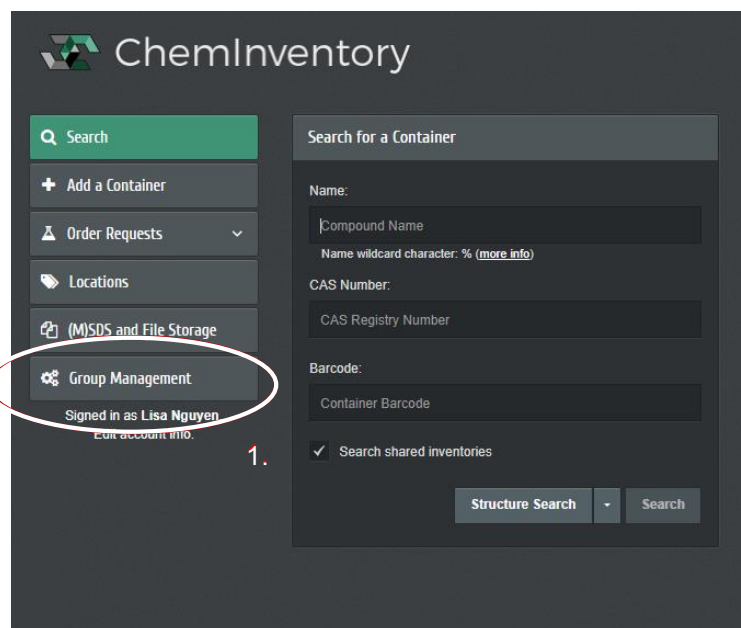 ChemInventory
Search
Add a Container
Order Requests
Locations
(M)SDS and File Storage
Group Management
Signed in as Lisa Nguyen
Edit account info.
1.
Search for a Container
Name:
Compound Name
Name wildcard character: % (more info)
CAS Number:
CAS Registry Number
Barcode:
Container Barcode
Search shared inventories
Structure Search
Search